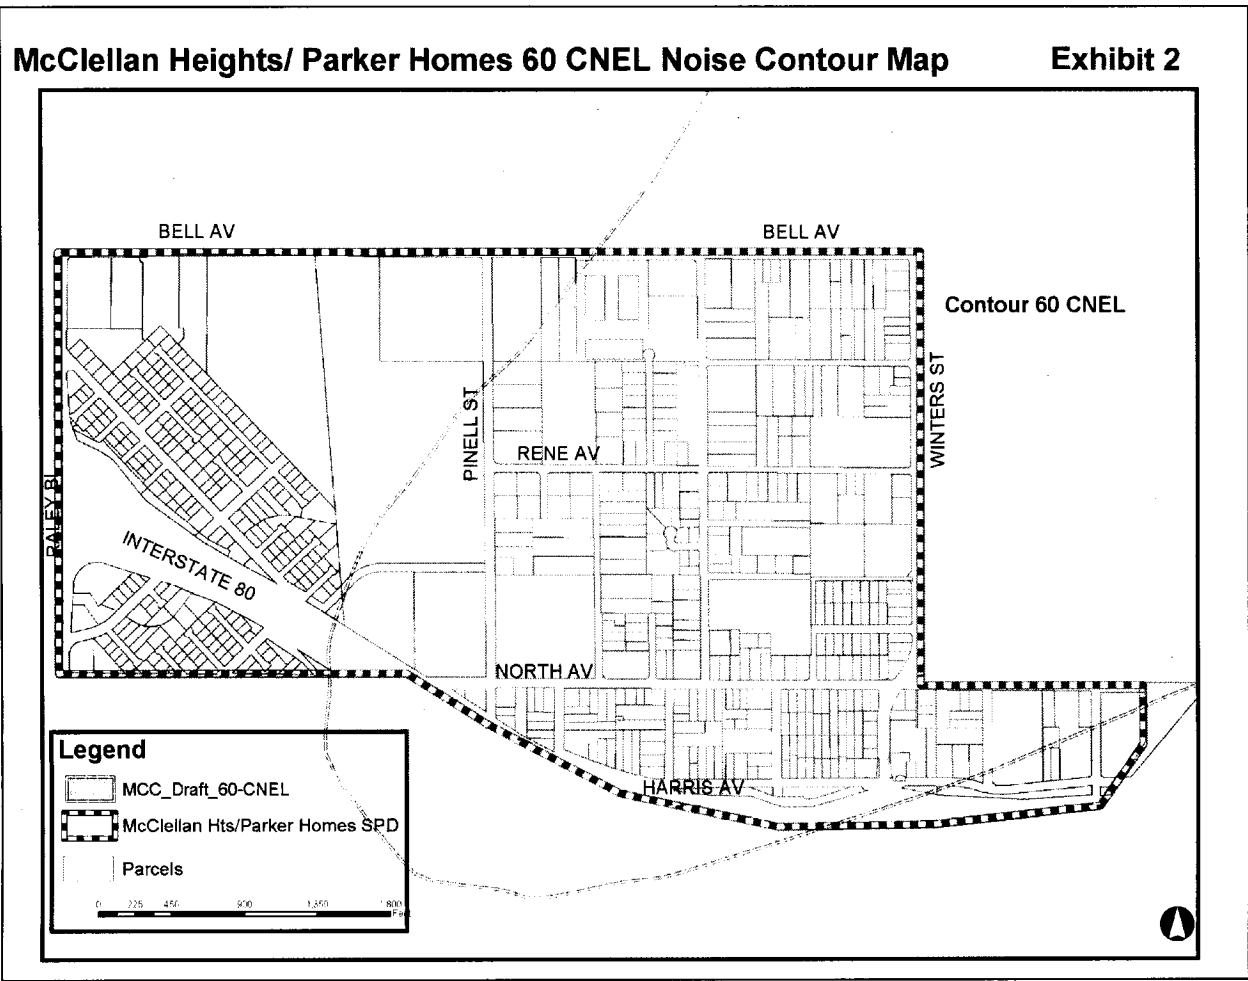 McClellan Heights/ Parker Homes 60 CNEL Noise Contour Map Exhibit 2
BELL AV BELL AV
Contour 60 CNEL
PINELL ST
WINTERS ST
RENE AV
RALEY BL
INTERSTATE 80
NORTH AV
HARRIS AV
Legend
MCC_Draft_60-CNEL
McClellan Hts/Parker Homes SPD
Parcels
0 225 450 900 1,350 1,800
Feet